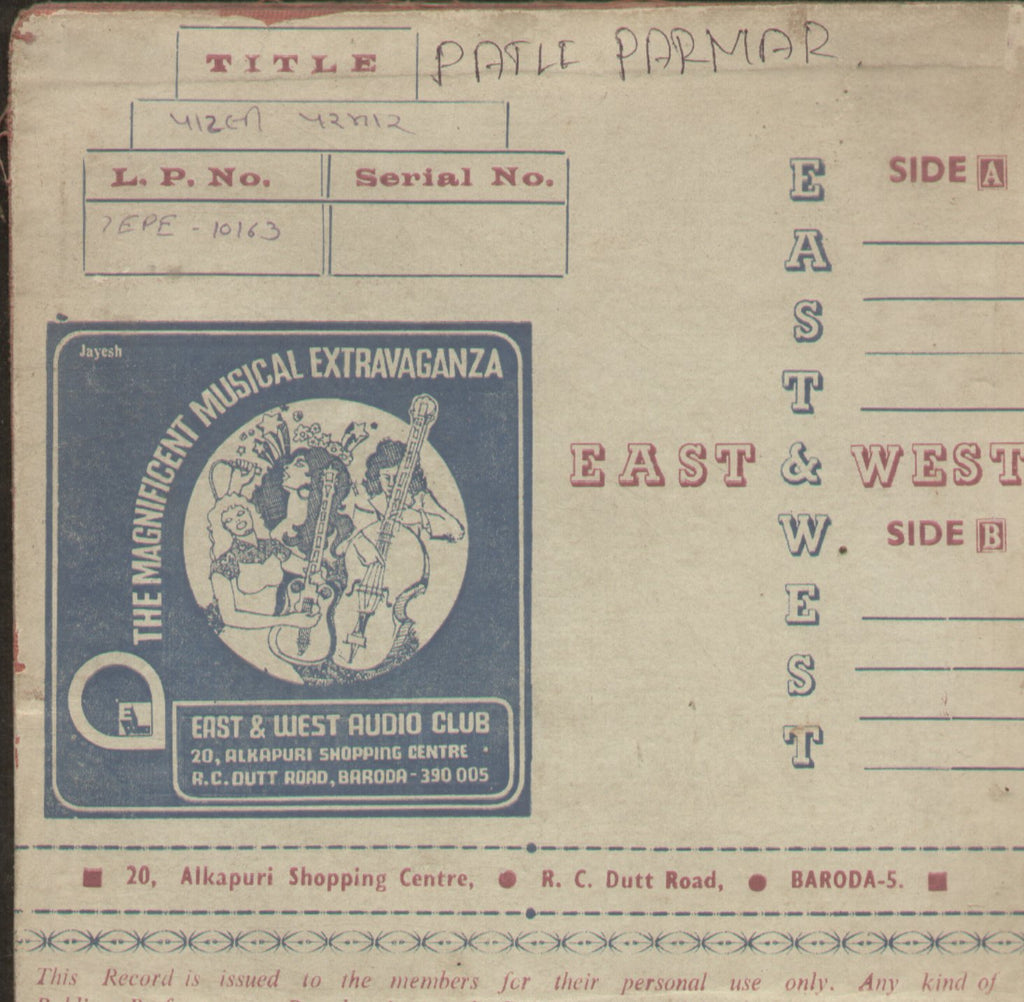 TITLE
PARMAR
પરમાર
L. P. No.
Serial No.
7EPE - 10163
Jayesh
THE MAGNIFICENT MUSICAL EXTRAVAGANZA
EAST & WEST AUDIO CLUB
20, ALKAPURI SHOPPING CENTRE
R.C. DUTT ROAD, BARODA - 390 005
EAST & WEST
EAST & WEST
SIDE A
SIDE B
20, Alkapuri Shopping Centre, R. C. Dutt Road, BARODA-5.
This Record is issued to the members for their personal use only. Any kind of